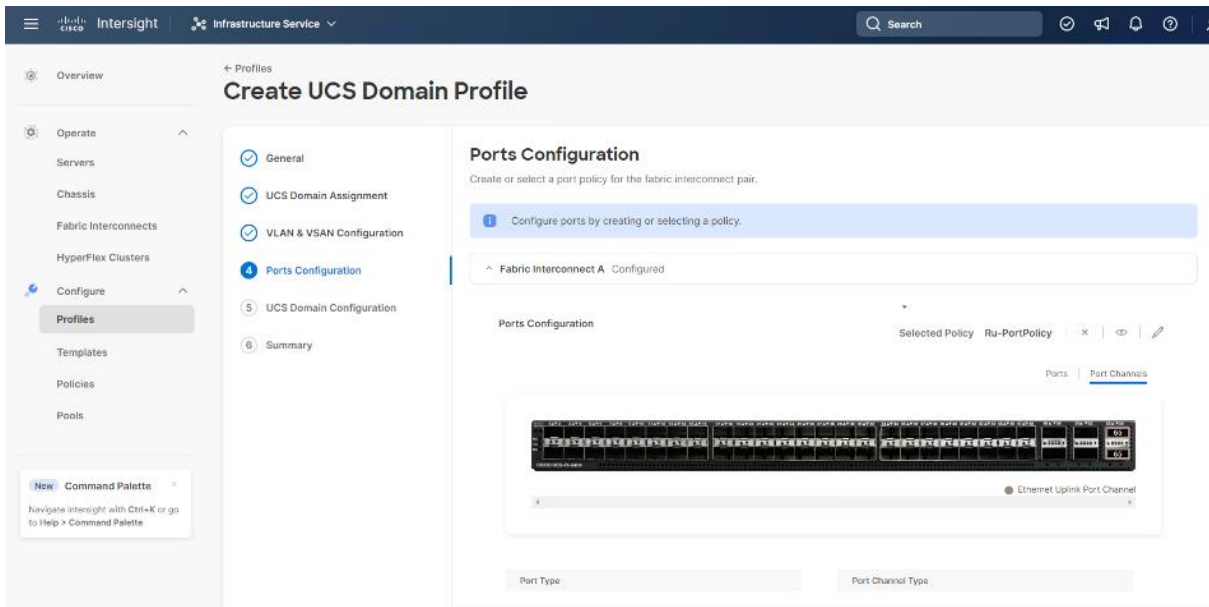 cisco Intersight
Infrastructure Service
Search
Overview
Operate
Servers
Chassis
Fabric Interconnects
HyperFlex Clusters
Configure
Profiles
Templates
Policies
Pools
New Command Palette
Navigate Intersight with Ctrl+K or go
to Help > Command Palette
← Profiles
Create UCS Domain Profile
General
UCS Domain Assignment
VLAN & VSAN Configuration
4 Ports Configuration
5 UCS Domain Configuration
6 Summary
Ports Configuration
Create or select a port policy for the fabric interconnect pair.
Configure ports by creating or selecting a policy.
Fabric Interconnect A Configured
Ports Configuration
Selected Policy Ru-PortPolicy
Ports | Port Channels
65
Ethernet Uplink Port Channel
Port Type
Port Channel Type